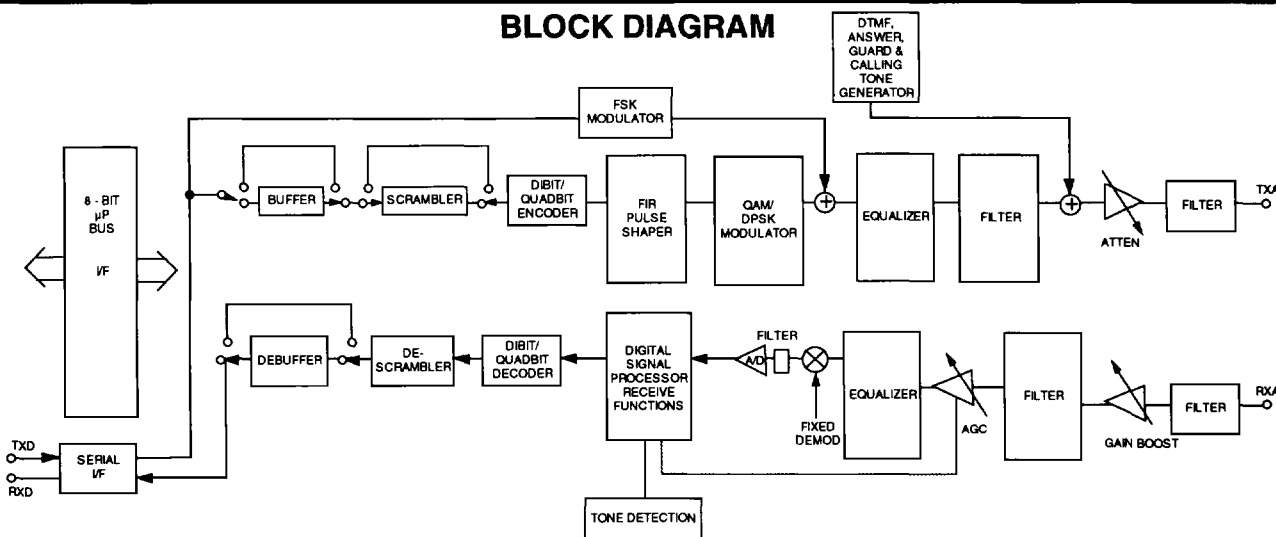 BLOCK DIAGRAM
DTMF,
ANSWER,
GUARD &
CALLING
TONE
GENERATOR
FSK
MODULATOR
8 - BIT
µP
BUS
I/F
BUFFER
SCRAMBLER
DIBIT/
QUADBIT
ENCODER
FIR
PULSE
SHAPER
QAM/
DPSK
MODULATOR
EQUALIZER
FILTER
ATTEN
FILTER
TXA
DEBUFFER
DE-
SCRAMBLER
DIBIT/
QUADBIT
DECODER
DIGITAL
SIGNAL
PROCESSOR
RECEIVE
FUNCTIONS
A/D
FILTER
FIXED
DEMOD
EQUALIZER
AGC
FILTER
GAIN BOOST
FILTER
RXA
TXD
RXD
SERIAL
I/F
TONE DETECTION